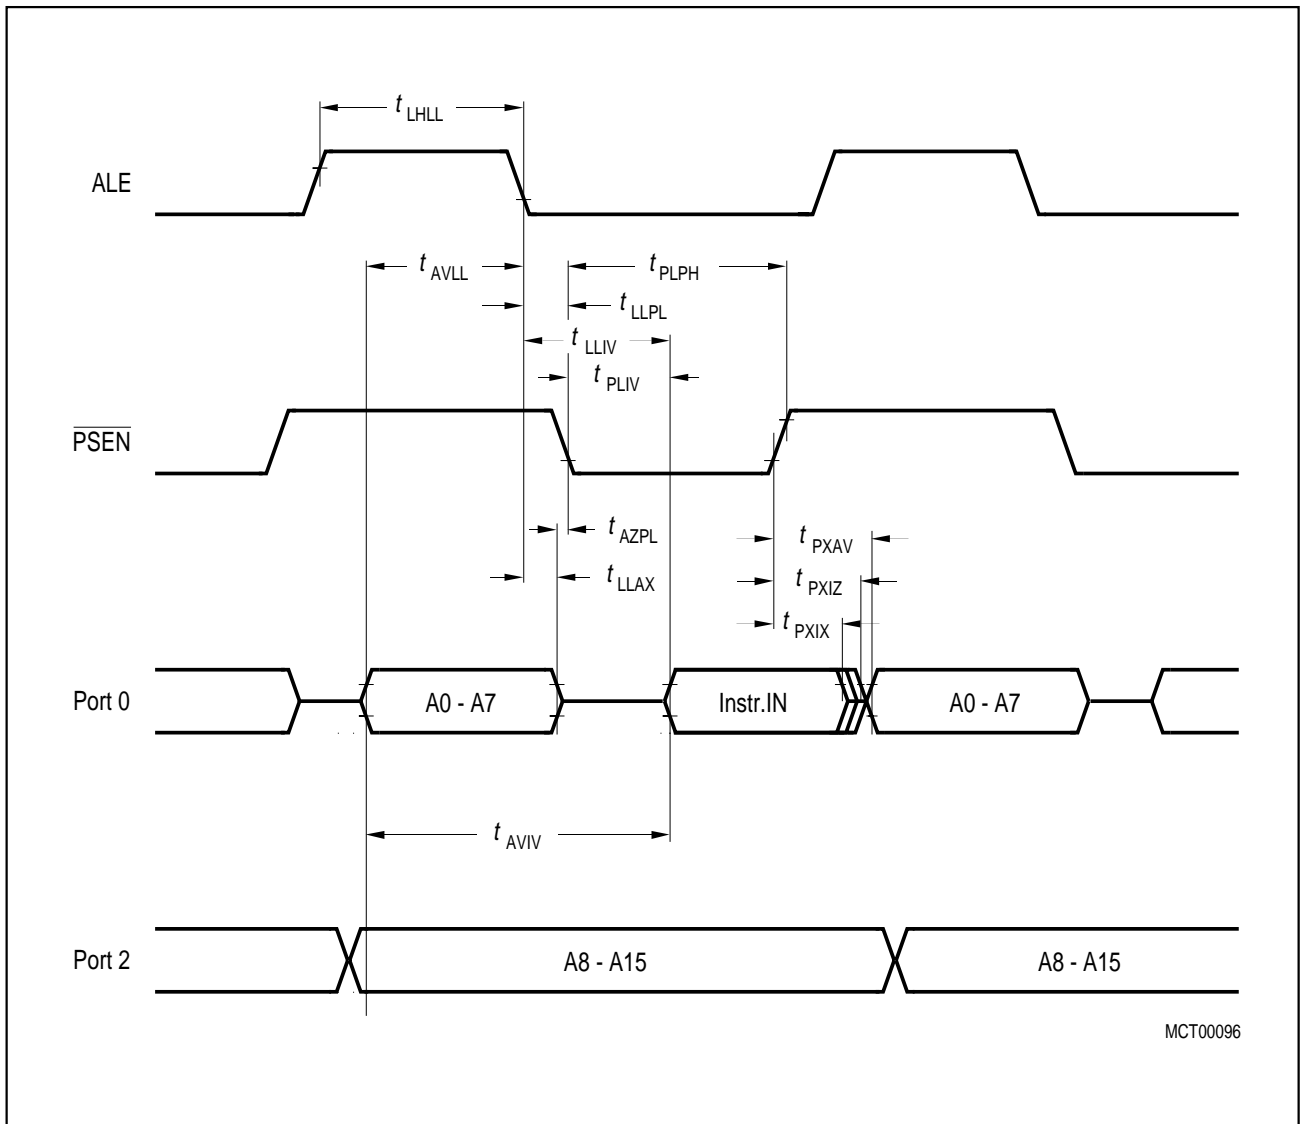 t LHLL
ALE
t AVLL
t PLPH
t LLPL
t LLIV
t PLIV
PSEN
t AZPL
t PXAV
t LLAX
t PXIZ
t PXIX
Port 0
A0 - A7
Instr.IN
A0 - A7
t AVIV
Port 2
A8 - A15
A8 - A15
MCT00096